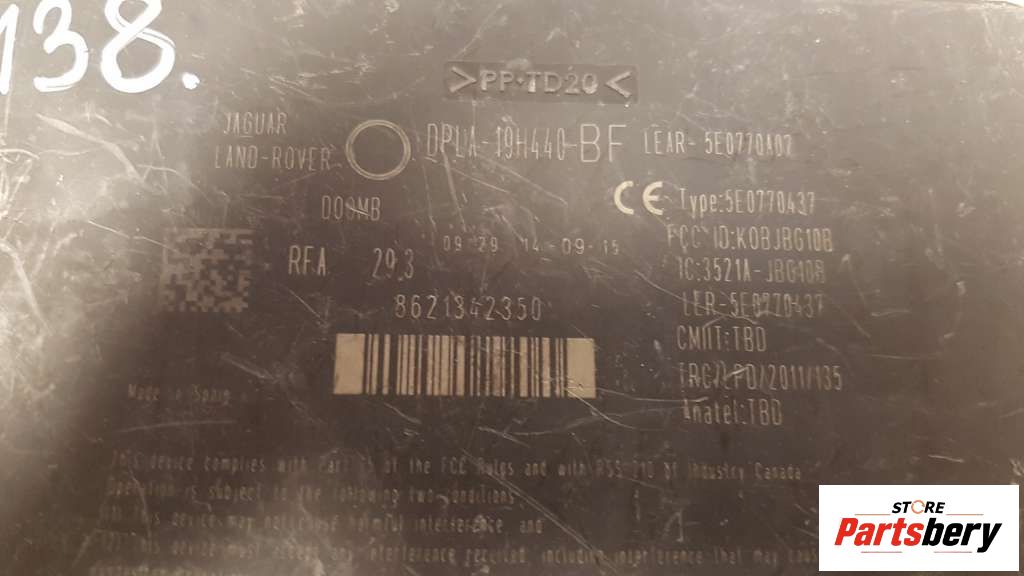 138.
>PP-TD20<
JAGUAR
LAND-ROVER
DPLA-19H440-BF LEAR-5E0770A07
D09MB
CE Type:5E0770437
FCC ID:KOBJBG10B
RFA 29.3 09:29 14-09-15
IC:3521A-JBG10B
8621342350
LER-5E0770437
CMIIT:TBD
TRC/LPD/2011/135
Anatel:TBD
Made in Spain
This device complies with Part 15 of the FCC Rules and with RSS-210 of Industry Canada.
Operation is subject to the following two conditions
this device may not cause harmful interference and
this device must accept any interference received, including interference that may cause
STORE
Partsbery